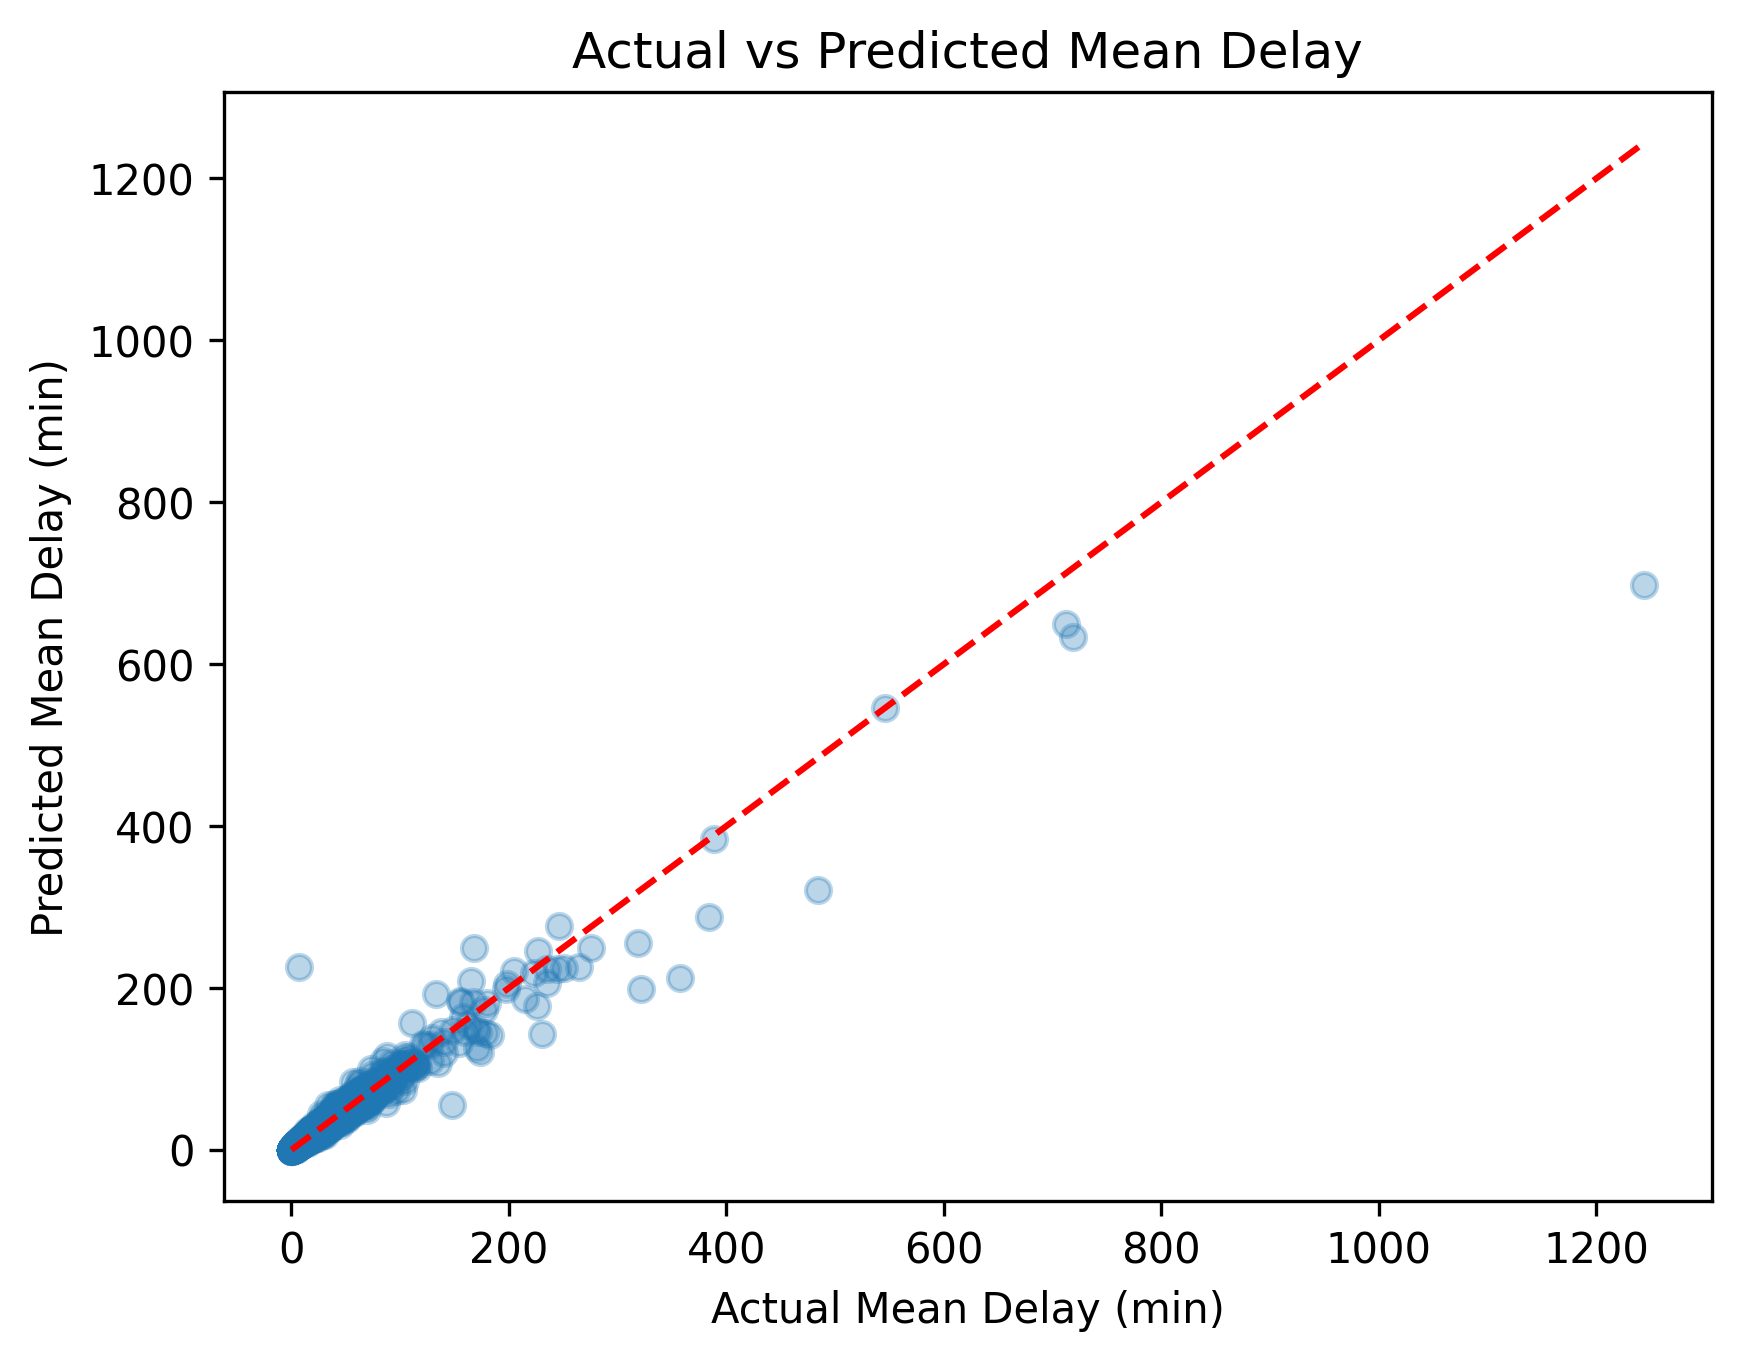 Actual vs Predicted Mean Delay
Predicted Mean Delay (min)
1200
1000
800
600
400
200
0
0 200 400 600 800 1000 1200
Actual Mean Delay (min)